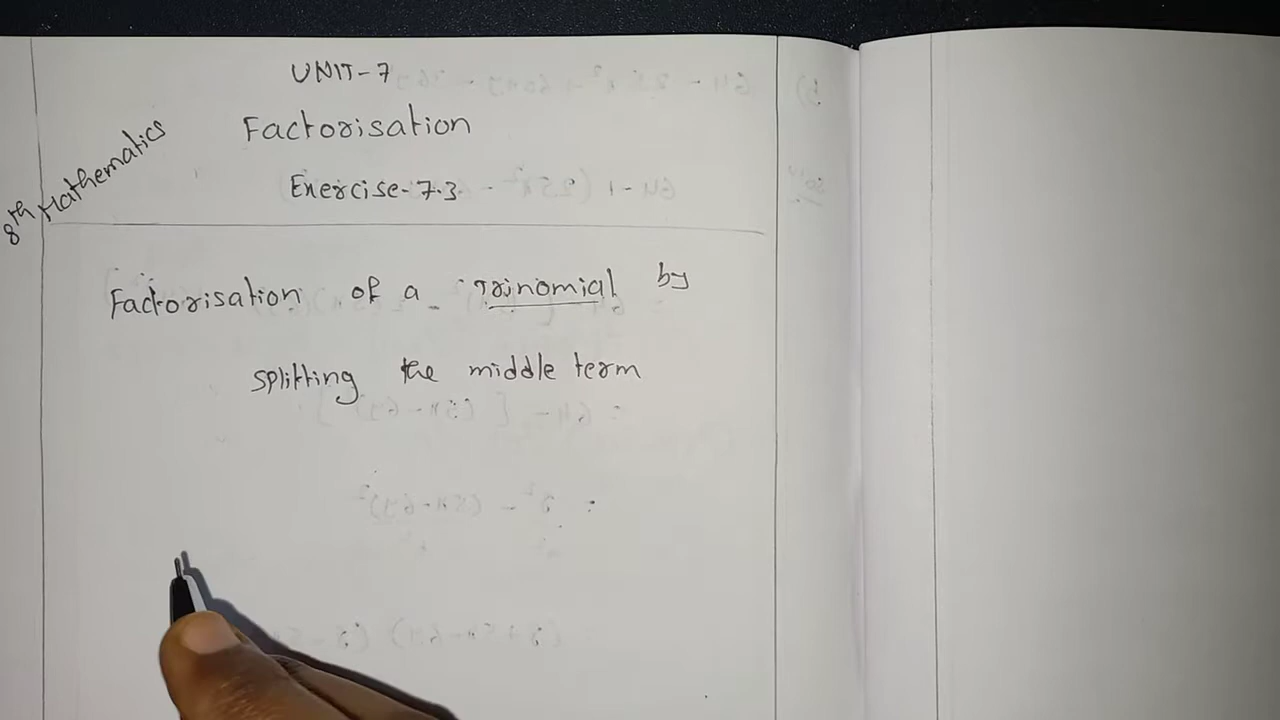 UNIT-7
Factorisation
Exercise-7.3
8th Mathematics
Factorisation of a Trinomial by
splitting the middle term